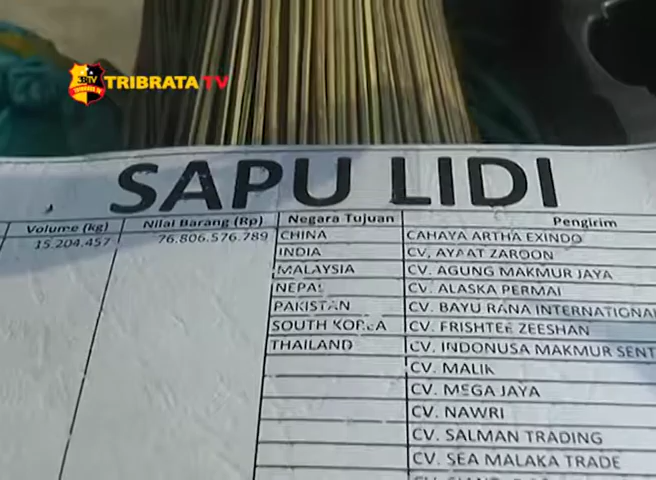 TRIBRATA TV
SAPU LIDI
Volume (kg) Nilai Barang (Rp) Negara Tujuan Pengirim
15.204.457 76.806.576.789 CHINA CAHAYA ARTHA EXINDO
INDIA CV, AYAAT ZAROON
MALAYSIA CV. AGUNG MAKMUR JAYA
NEPAL CV. ALASKA PERMAI
PAKISTAN CV. BAYU RANA INTERNATIONAL
SOUTH KOREA CV. FRISHTEE ZEESHAN
THAILAND CV. INDONUSA MAKMUR SENT
CV. MALIK
CV. MEGA JAYA
CV. NAWRI
CV. SALMAN TRADING
CV. SEA MALAKA TRADE